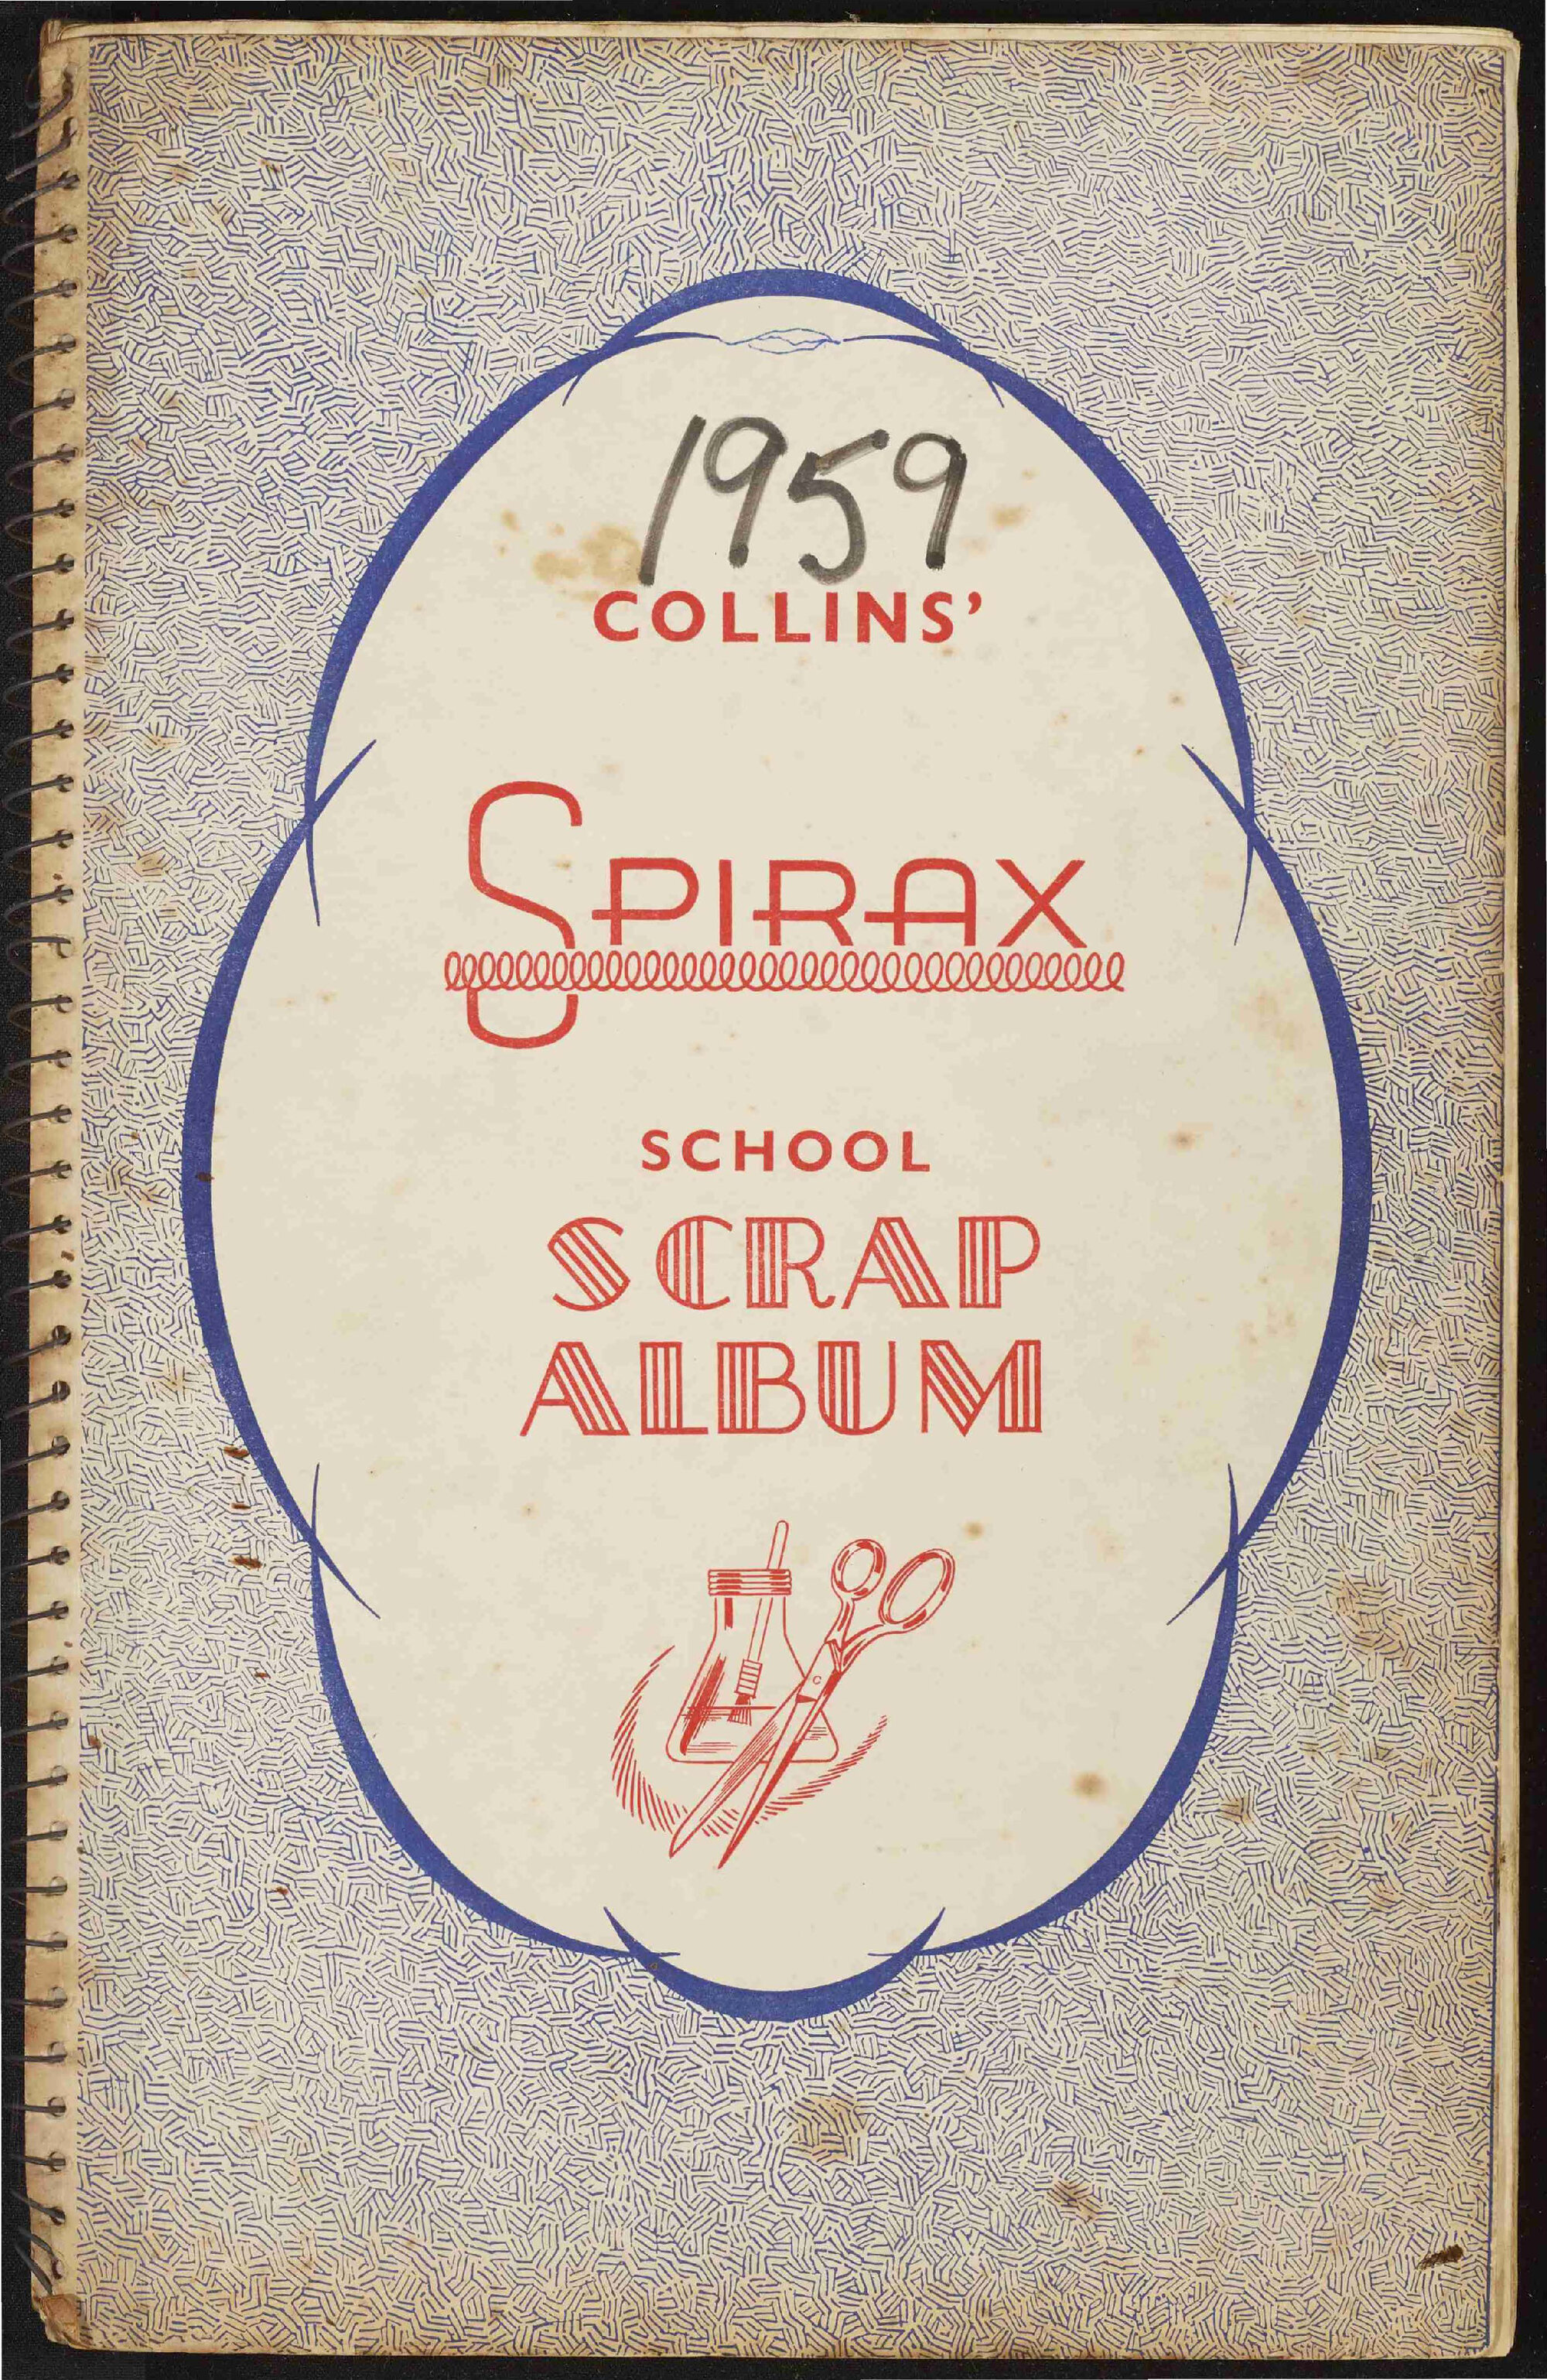 1959
COLLINS’
SPIRAX
SCHOOL
SCRAP
ALBUM